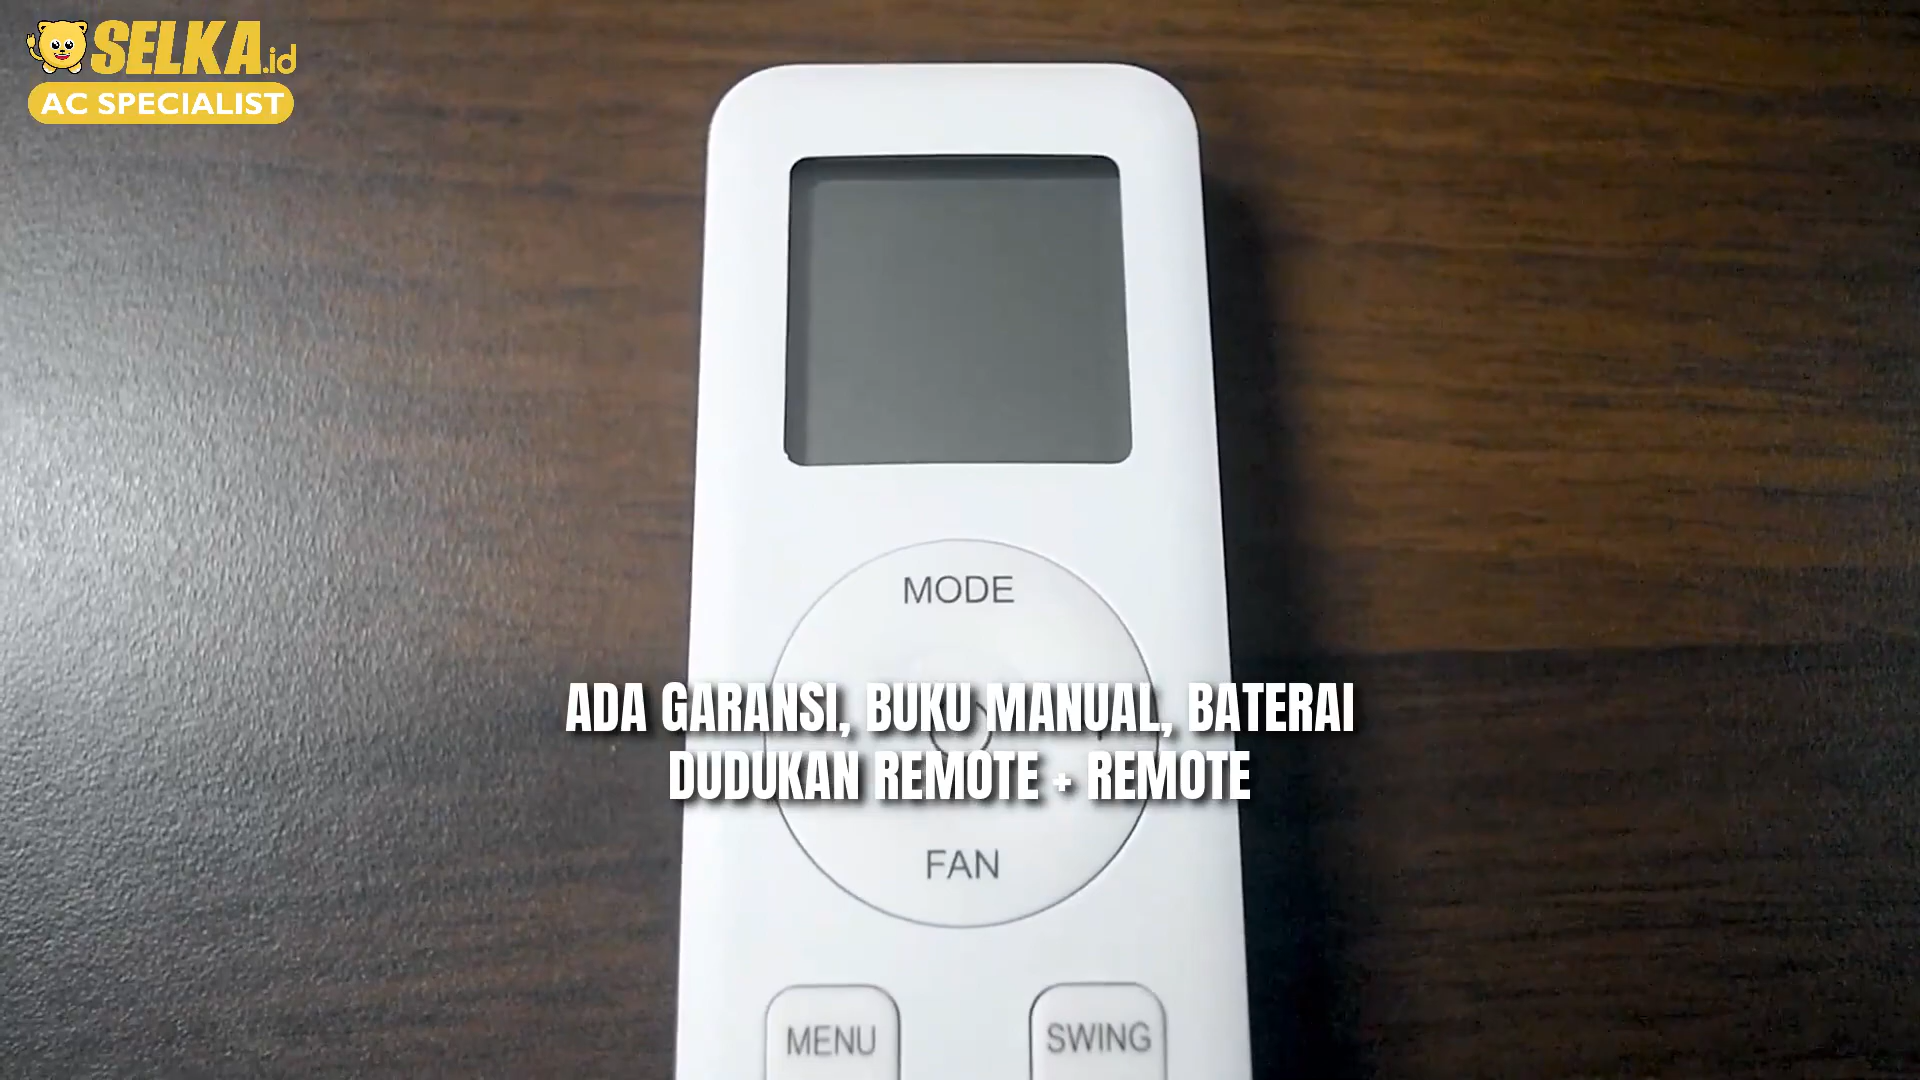 SELKA.id
AC SPECIALIST
MODE
ADA GARANSI, BUKU MANUAL, BATERAI
DUDUKAN REMOTE + REMOTE
FAN
MENU
SWING